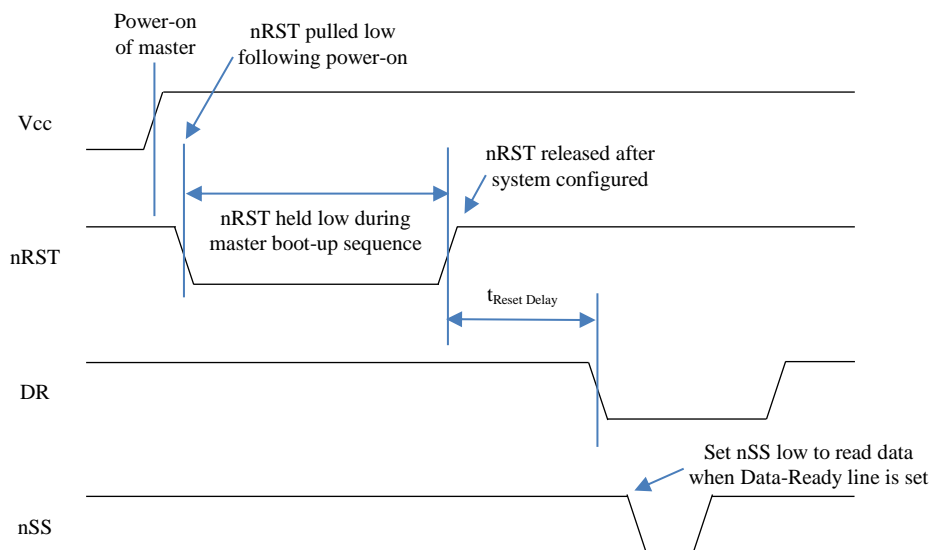 Power-on
of master
nRST pulled low
following power-on
Vcc
nRST released after
system configured
nRST held low during
master boot-up sequence
nRST
tReset Delay
DR
Set nSS low to read data
when Data-Ready line is set
nSS